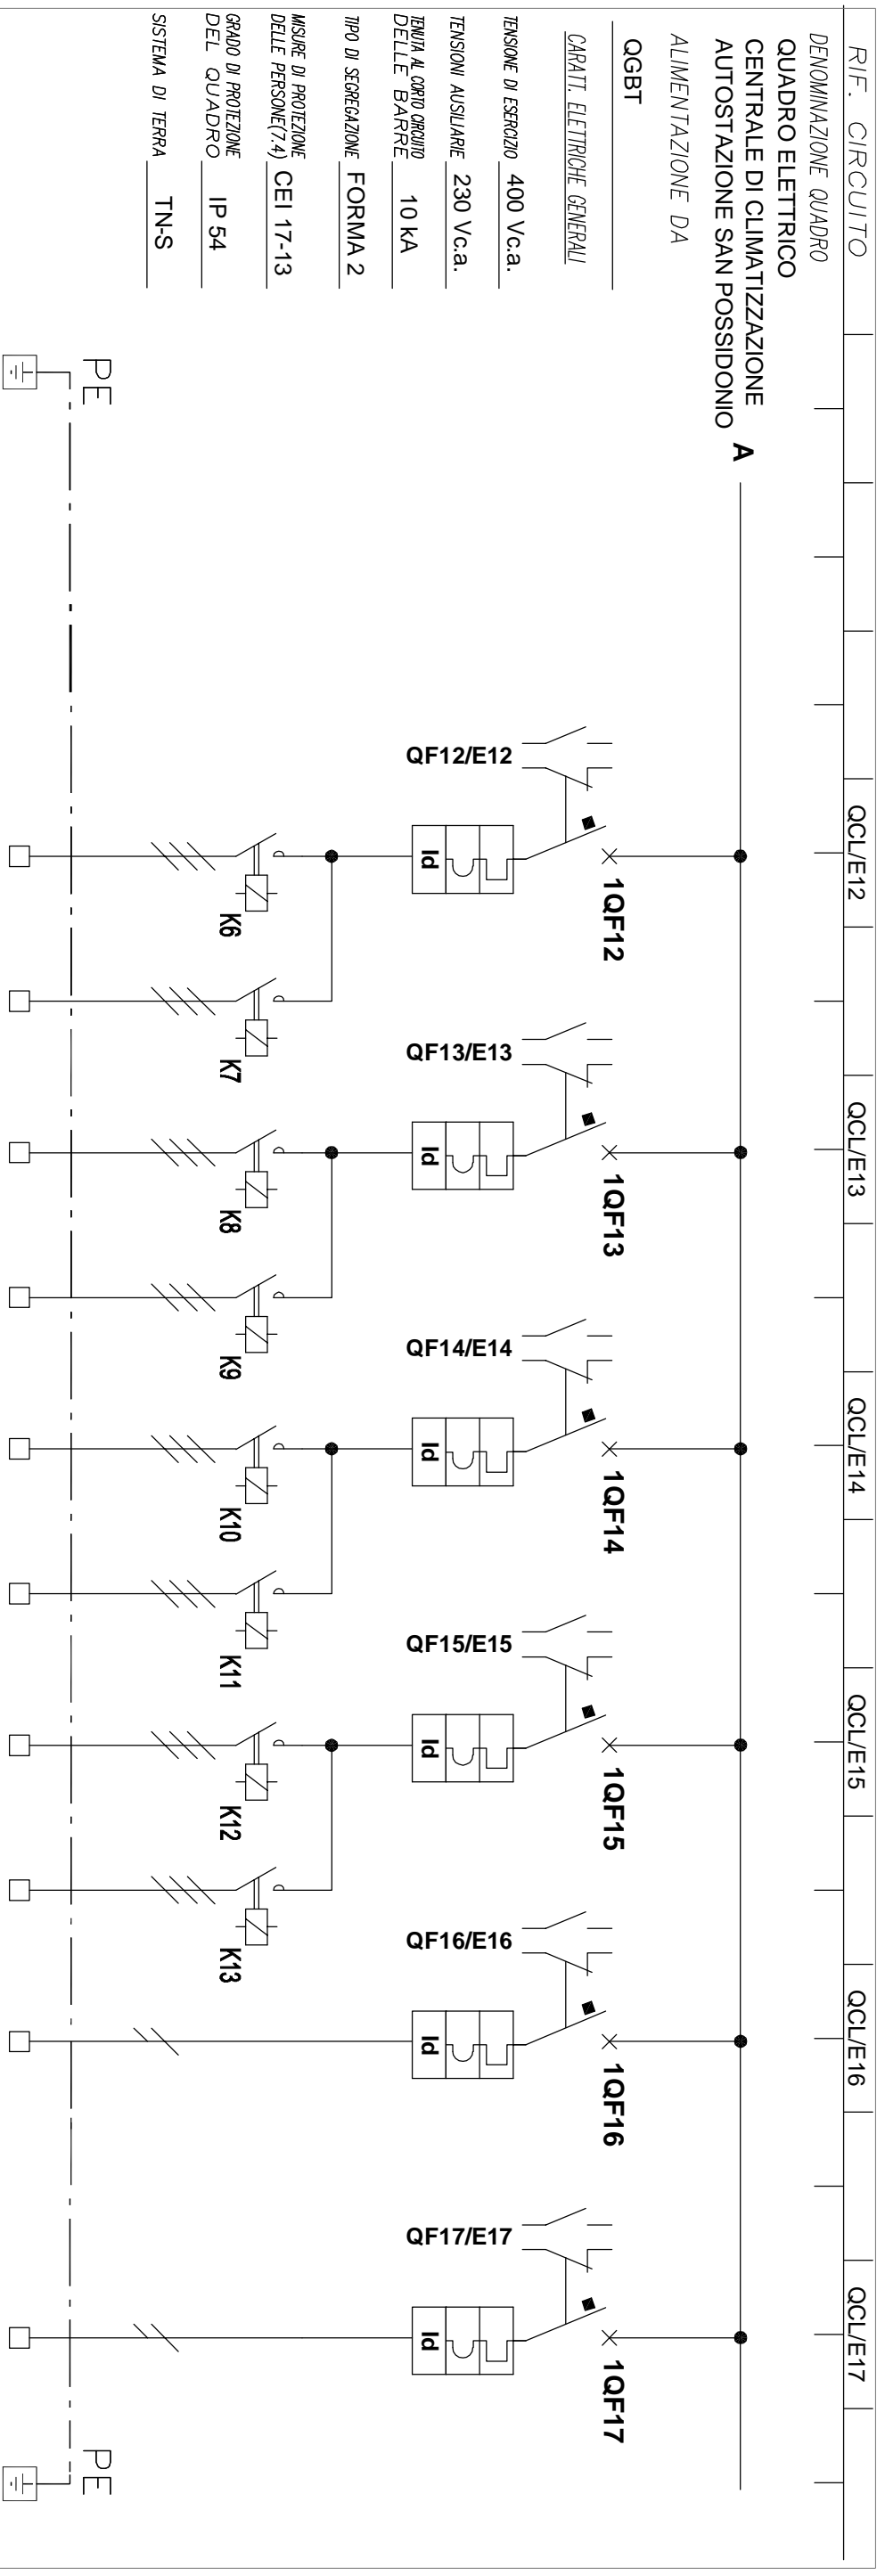 RIF. CIRCUITO
QCL/E12
QCL/E13
QCL/E14
QCL/E15
QCL/E16
QCL/E17
DENOMINAZIONE QUADRO
QUADRO ELETTRICO
CENTRALE DI CLIMATIZZAZIONE
AUTOSTAZIONE SAN POSSIDONIO
A
ALIMENTAZIONE DA
QGBT
CARATT. ELETTRICHE GENERALI
TENSIONE DI ESERCIZIO 400 Vc.a.
TENSIONI AUSILIARIE 230 Vc.a.
TENUTA AL CORTO CIRCUITO
DELLE BARRE 10 kA
TIPO DI SEGREGAZIONE FORMA 2
MISURE DI PROTEZIONE
DELLE PERSONE(7.4) CEI 17-13
GRADO DI PROTEZIONE
DEL QUADRO IP 54
SISTEMA DI TERRA TN-S
1QF12
1QF13
1QF14
1QF15
1QF16
1QF17
QF12/E12
QF13/E13
QF14/E14
QF15/E15
QF16/E16
QF17/E17
Id
Id
Id
Id
Id
Id
K6
K7
K8
K9
K10
K11
K12
K13
PE
PE